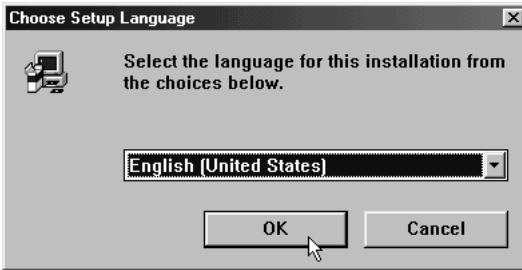 Choose Setup Language
Select the language for this installation from
the choices below.
English (United States)
OK
Cancel